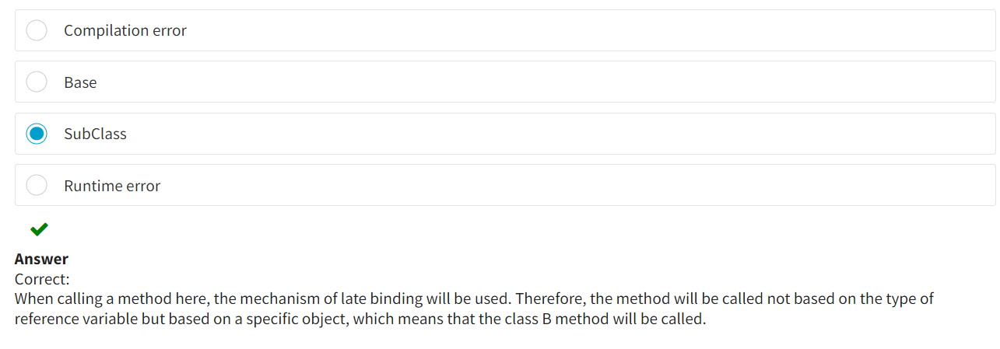 Compilation error
Base
SubClass
Runtime error
Answer
Correct:
When calling a method here, the mechanism of late binding will be used. Therefore, the method will be called not based on the type of
reference variable but based on a specific object, which means that the class B method will be called.